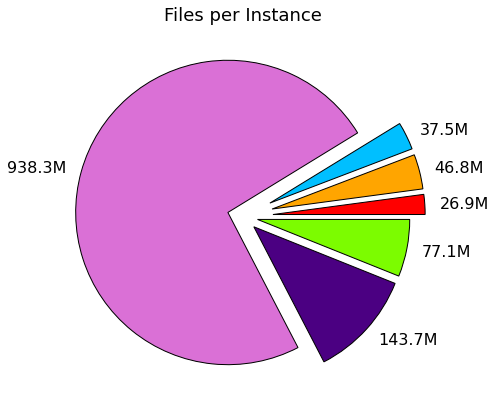 Files per Instance
37.5M
938.3M
46.8M
26.9M
77.1M
143.7M